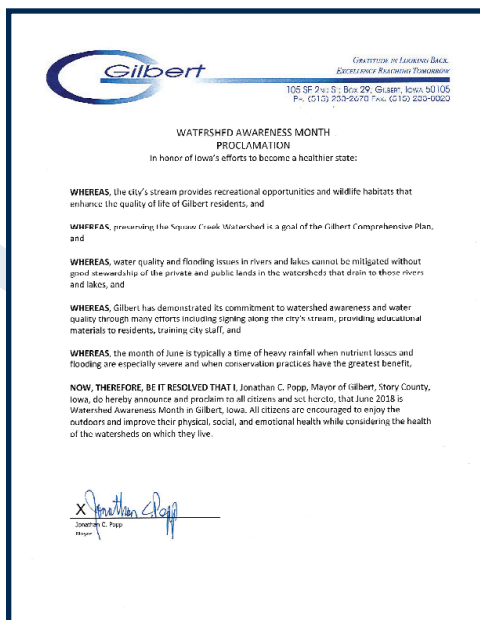 Gilbert
GRATITUDE IN LOOKING BACK.
EXCELLENCE REACHING TOMORROW
105 SE 2ND ST; BOX 29; GILBERT, IOWA 50105
PH. (515) 233-2670 FAX. (515) 233-0020
WATERSHED AWARENESS MONTH
PROCLAMATION
In honor of Iowa's efforts to become a healthier state:
WHEREAS, the city's stream provides recreational opportunities and wildlife habitats that
enhance the quality of life of Gilbert residents, and
WHEREAS, preserving the Squaw Creek Watershed is a goal of the Gilbert Comprehensive Plan,
and
WHEREAS, water quality and flooding issues in rivers and lakes cannot be mitigated without
good stewardship of the private and public lands in the watersheds that drain to those rivers
and lakes, and
WHEREAS, Gilbert has demonstrated its commitment to watershed awareness and water
quality through many efforts including signing along the city's stream, providing educational
materials to residents, training city staff, and
WHEREAS, the month of June is typically a time of heavy rainfall when nutrient losses and
flooding are especially severe and when conservation practices have the greatest benefit,
NOW, THEREFORE, BE IT RESOLVED THAT I, Jonathan C. Popp, Mayor of Gilbert, Story County,
Iowa, do hereby announce and proclaim to all citizens and set hereto, that June 2018 is
Watershed Awareness Month in Gilbert, Iowa. All citizens are encouraged to enjoy the
outdoors and improve their physical, social, and emotional health while considering the health
of the watersheds on which they live.
X Jonathan C. Popp
Jonathan C. Popp
Mayor